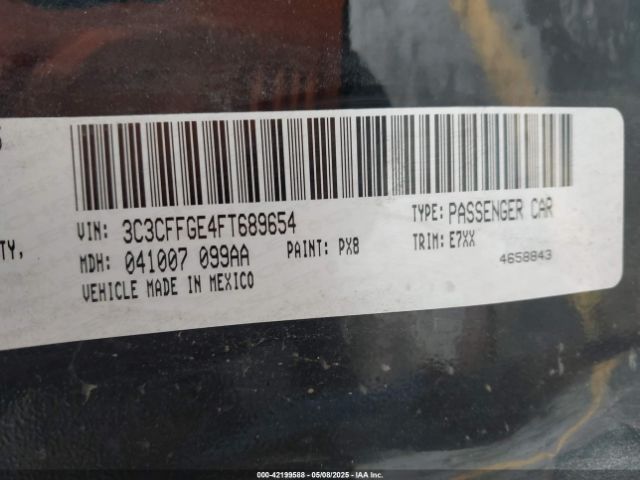 VIN: 3C3CFFGE4FT689654 TYPE: PASSENGER CAR
TY, MDH: 041007 099AA PAINT: PX8 TRIM: E7XX
VEHICLE MADE IN MEXICO 4658843
000-42199588 - 05/08/2025 - IAA Inc.